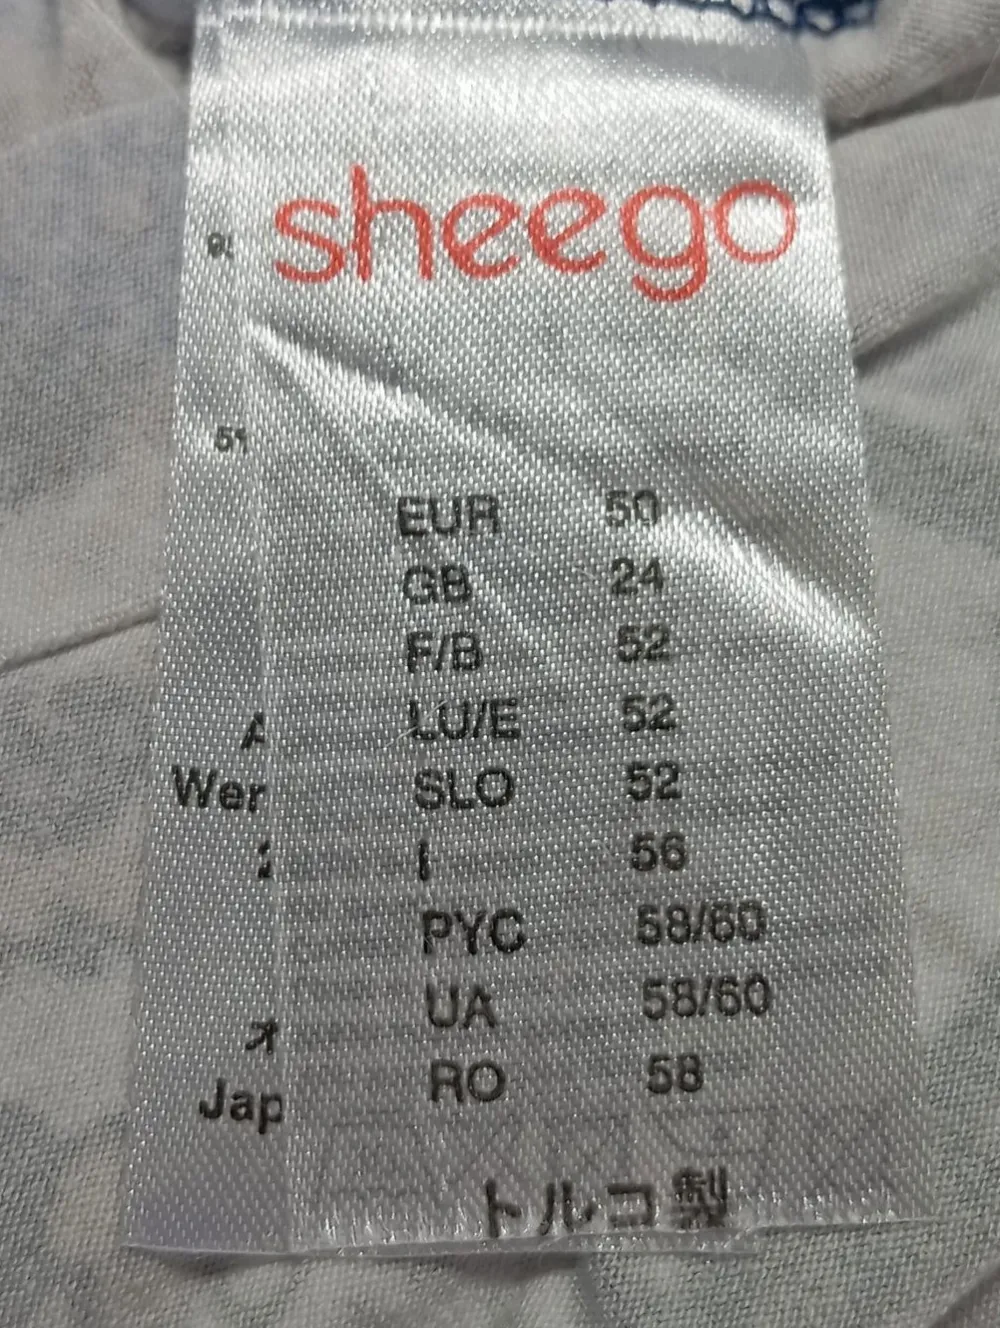 sheego
EUR 50
GB 24
F/B 52
LU/E 52
SLO 52
I 56
PYC 58/60
UA 58/60
RO 58
トルコ製
51
Wer
Jap